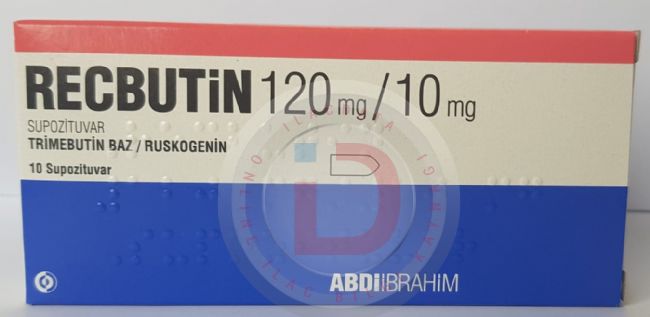 RECBUTiN 120 mg / 10 mg
SUPOZİTUVAR
TRİMEBUTİN BAZ / RUSKOGENİN
10 Supozituvar
ABDİİBRAHİM